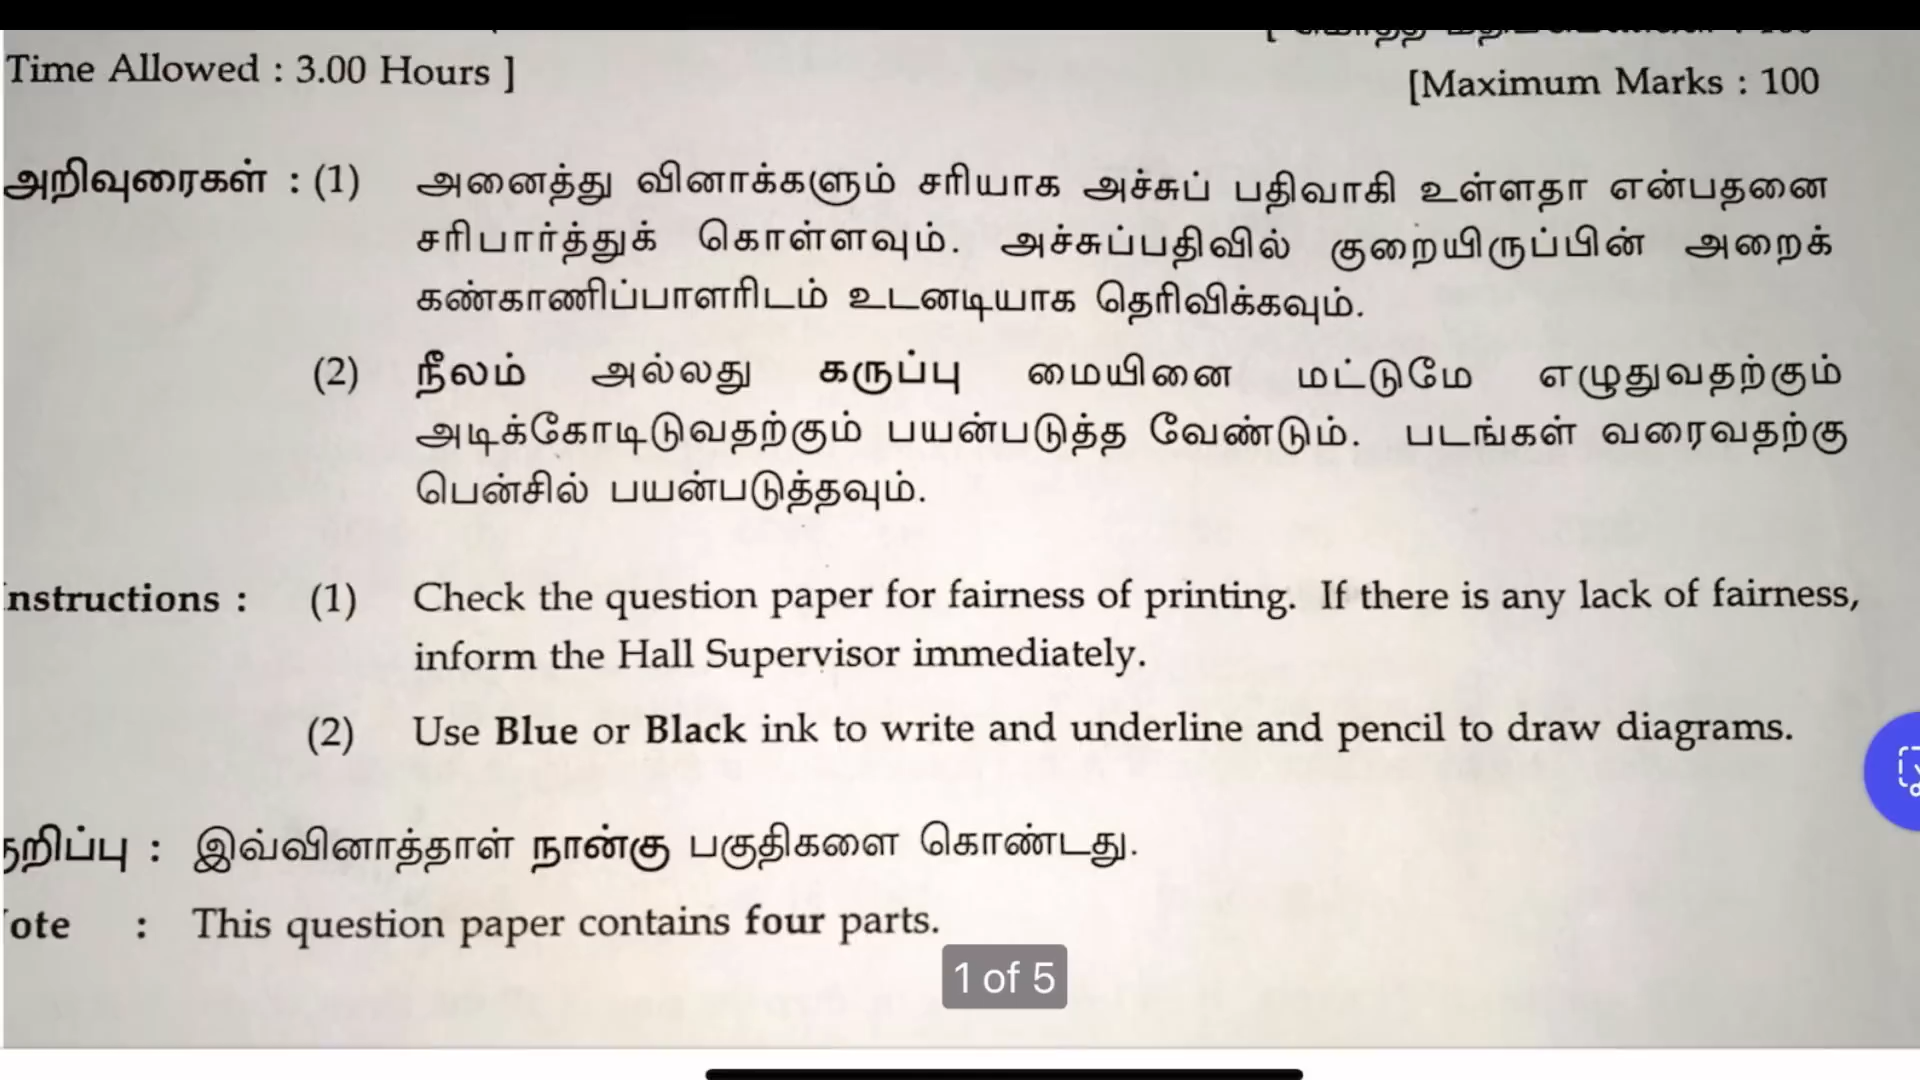 Time Allowed : 3.00 Hours ]
[Maximum Marks : 100
அறிவுரைகள் : (1) அனைத்து வினாக்களும் சரியாக அச்சுப் பதிவாகி உள்ளதா என்பதனை
சரிபார்த்துக் கொள்ளவும். அச்சுப்பதிவில் குறையிருப்பின் அறைக்
கண்காணிப்பாளரிடம் உடனடியாக தெரிவிக்கவும்.
(2) நீலம் அல்லது கருப்பு மையினை மட்டுமே எழுதுவதற்கும்
அடிக்கோடிடுவதற்கும் பயன்படுத்த வேண்டும். படங்கள் வரைவதற்கு
பென்சில் பயன்படுத்தவும்.
nstructions : (1) Check the question paper for fairness of printing. If there is any lack of fairness,
inform the Hall Supervisor immediately.
(2) Use Blue or Black ink to write and underline and pencil to draw diagrams.
குறிப்பு : இவ்வினாத்தாள் நான்கு பகுதிகளை கொண்டது.
ote : This question paper contains four parts.
1 of 5